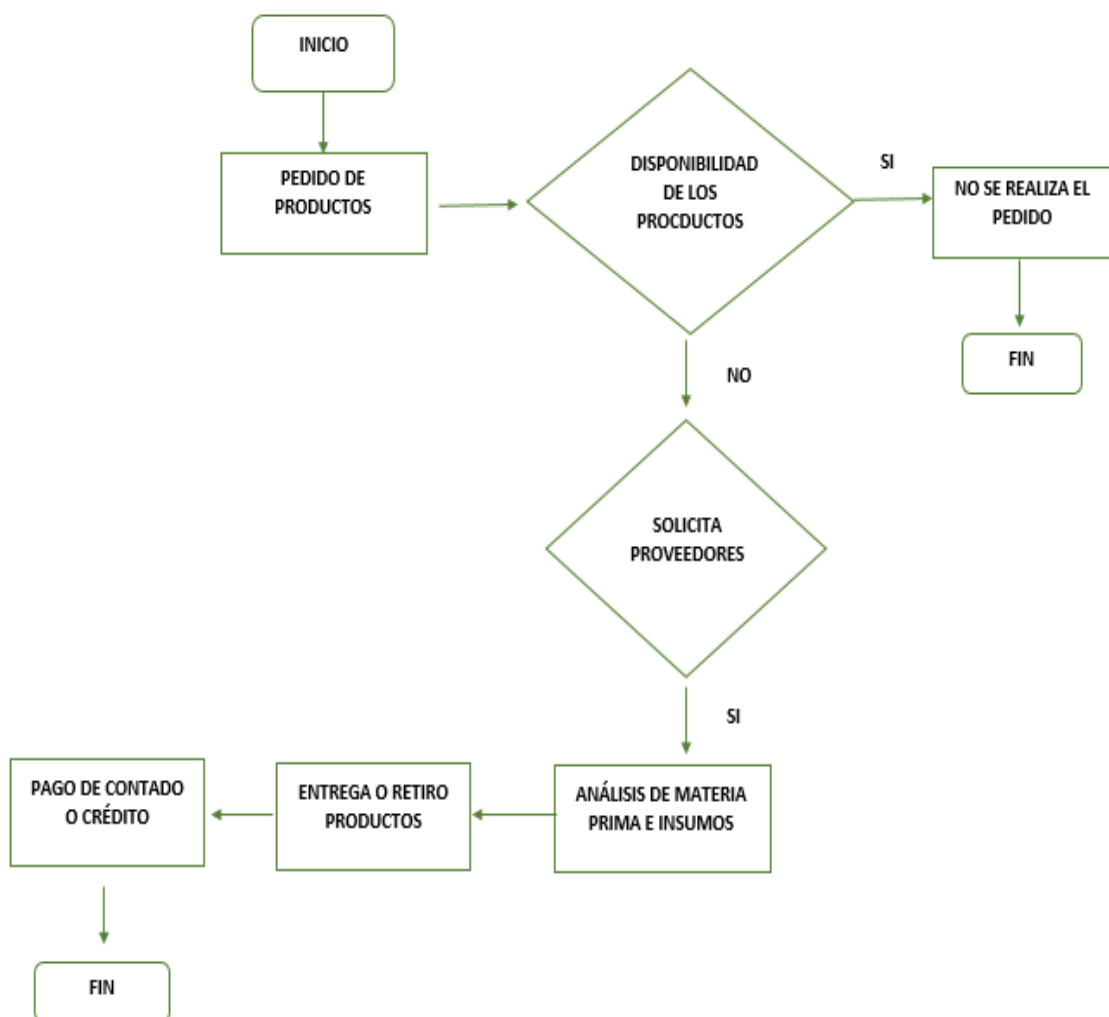 INICIO
PEDIDO DE
PRODUCTOS
DISPONIBILIDAD
DE LOS
PROCDUCTOS
SI
NO SE REALIZA EL
PEDIDO
FIN
NO
SOLICITA
PROVEEDORES
SI
ANÁLISIS DE MATERIA
PRIMA E INSUMOS
ENTREGA O RETIRO
PRODUCTOS
PAGO DE CONTADO
O CRÉDITO
FIN